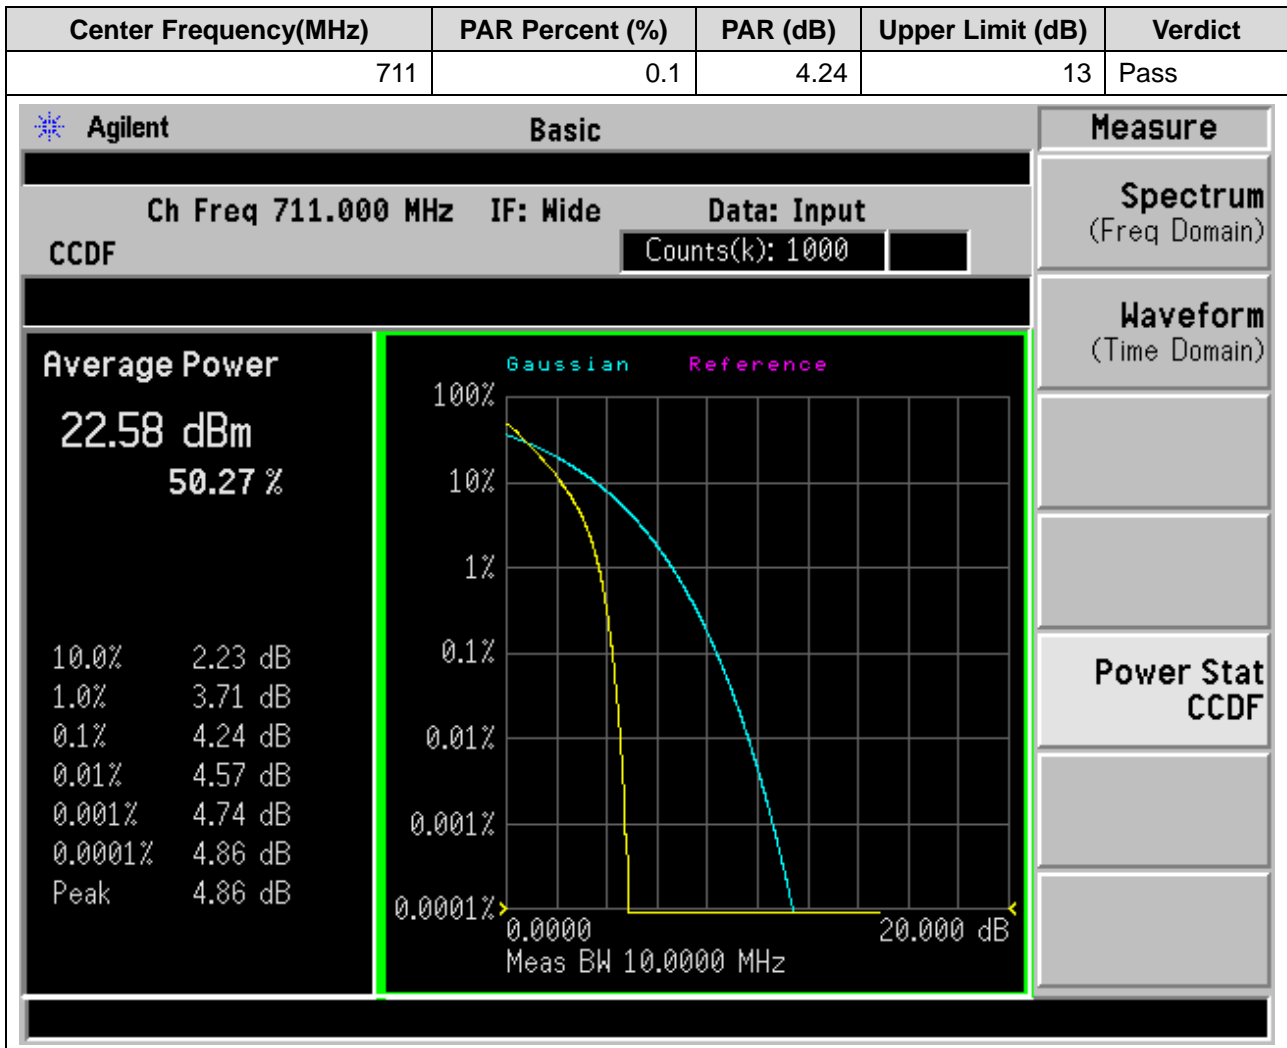 Center Frequency(MHz) PAR Percent (%) PAR (dB) Upper Limit (dB) Verdict
711 0.1 4.24 13 Pass
Agilent Basic Measure
Ch Freq 711.000 MHz IF: Wide Data: Input
CCDF Counts(k): 1000
Spectrum
(Freq Domain)
Waveform
(Time Domain)
Power Stat
CCDF
Average Power
22.58 dBm
50.27 %
10.0% 2.23 dB
1.0% 3.71 dB
0.1% 4.24 dB
0.01% 4.57 dB
0.001% 4.74 dB
0.0001% 4.86 dB
Peak 4.86 dB
Gaussian Reference
100%
10%
1%
0.1%
0.01%
0.001%
0.0001%
0.0000 20.000 dB
Meas BW 10.0000 MHz